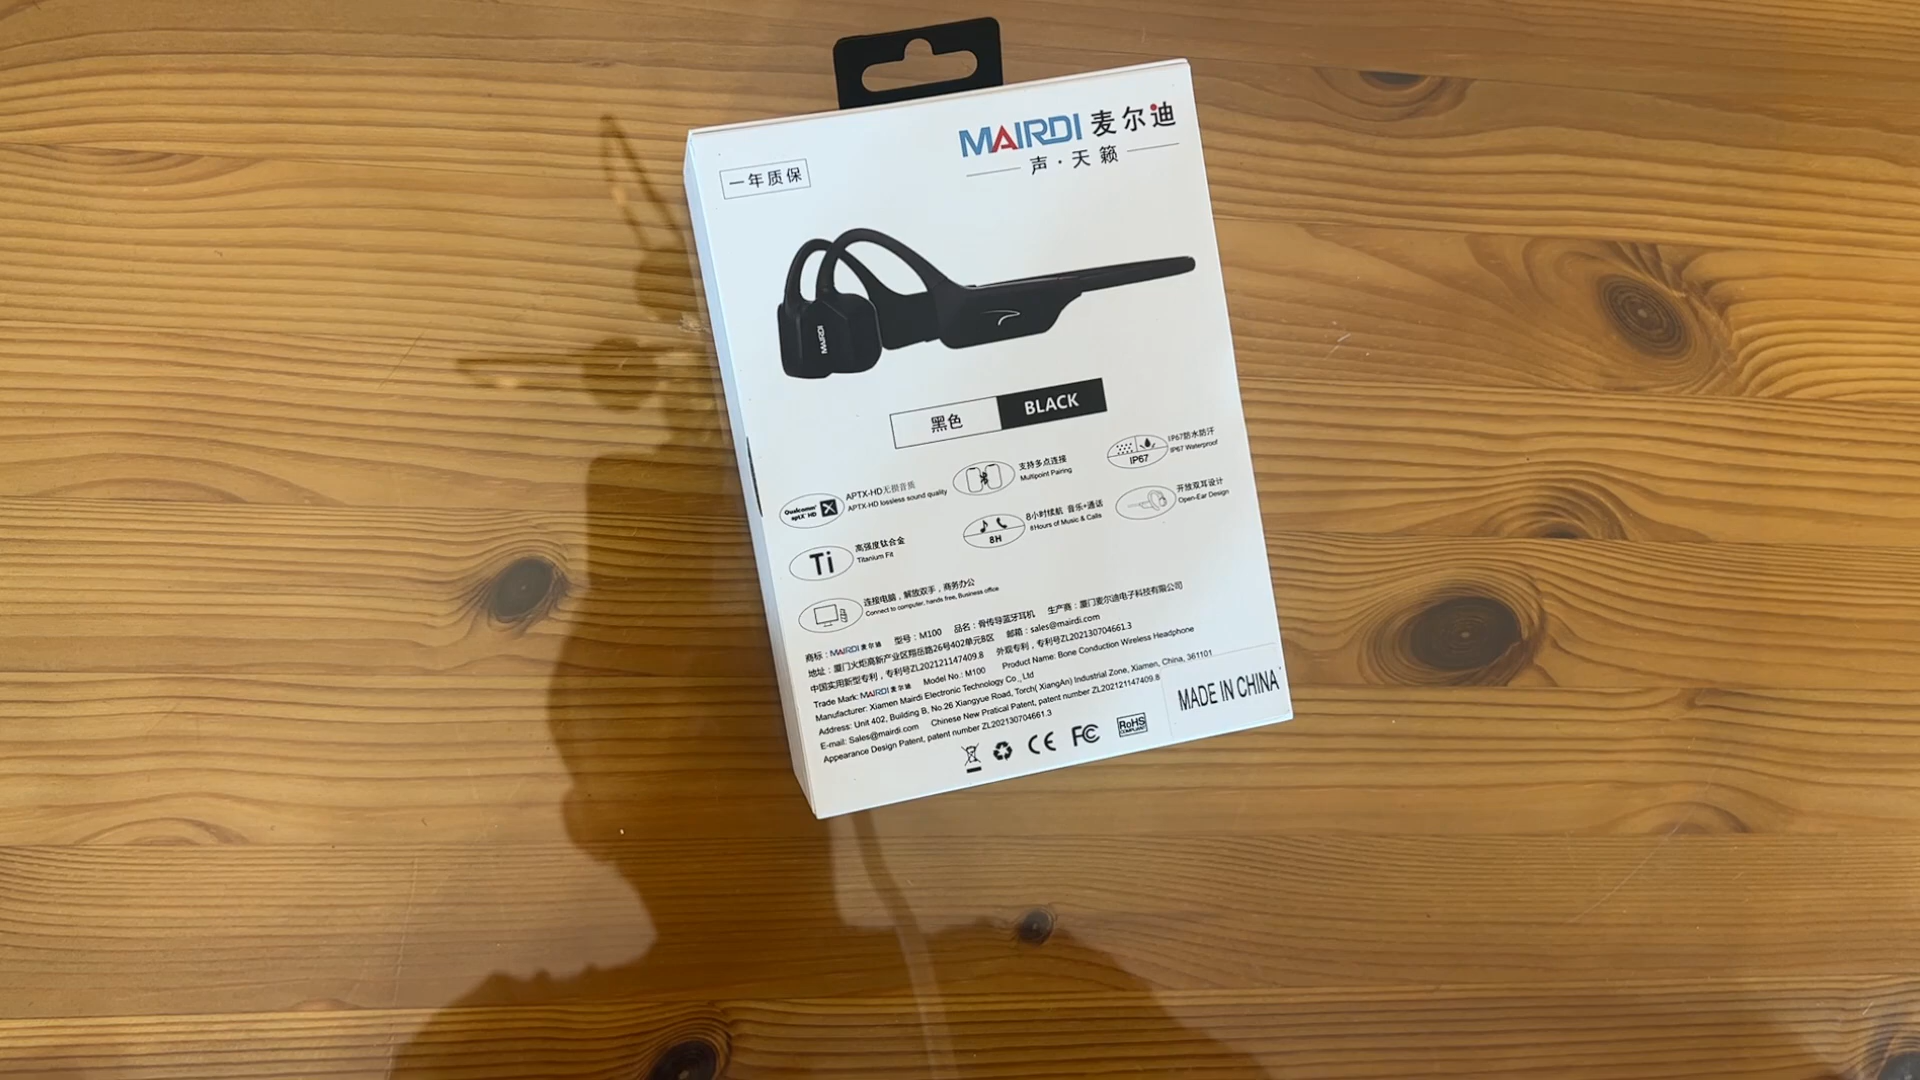 MAIRDI 麦尔迪
声·天籁
一年质保
MAIRDI
黑色 BLACK
Qualcomm
aptX HD
APTX-HD无损音质
APTX-HD lossless sound quality
支持多点连接
Multipoint Pairing
IP67
IP67防水防汗
IP67 Waterproof
Ti
高强度钛合金
Titanium Fit
8H
8小时续航 音乐+通话
8Hours of Music & Calls
开放双耳设计
Open-Ear Design
连接电脑，解放双手，商务办公
Connect to computer, hands free, Business office
商标：MAIRDI 麦尔迪 型号：M100 品名：骨传导蓝牙耳机 生产商：厦门麦尔迪电子科技有限公司
地址：厦门火炬高新产业区翔岳路26号402单元B区 邮箱：sales@mairdi.com
中国实用新型专利，专利号ZL202121147409.8 外观专利，专利号ZL202130704661.3
Trade Mark: MAIRDI 麦尔迪 Model No.: M100 Product Name: Bone Conduction Wireless Headphone
Manufacturer: Xiamen Mairdi Electronic Technology Co., Ltd
Address: Unit 402, Building B, No.26 Xiangyue Road, Torch( XiangAn) Industrial Zone, Xiamen, China, 361101
E-mail: Sales@mairdi.com Chinese New Pratical Patent, patent number ZL202121147409.8
Appearance Design Patent, patent number ZL202130704661.3
MADE IN CHINA
CE FC RoHS
COMPLIANT